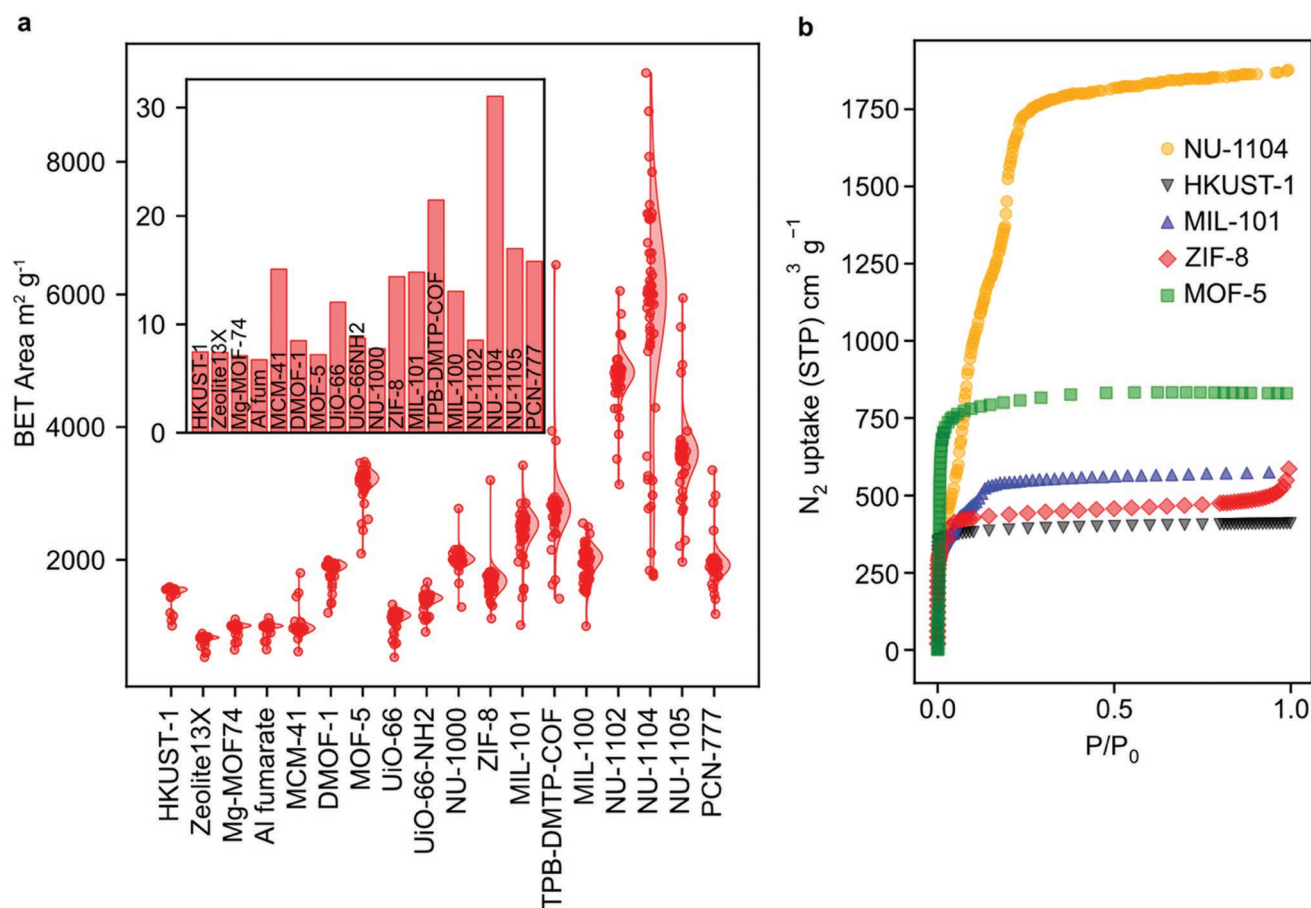 a
BET Area m² g⁻¹
8000
6000
4000
2000
30
20
10
0
HKUST-1
Zeolite13X
Mg-MOF-74
Al fum
MCM-41
DMOF-1
MOF-5
UiO-66
UiO-66NH2
NU-1000
ZIF-8
MIL-101
TPB-DMTP-COF
MIL-100
NU-1102
NU-1104
NU-1105
PCN-777
HKUST-1
Zeolite13X
Mg-MOF74
Al fumarate
MCM-41
DMOF-1
MOF-5
UiO-66
UiO-66-NH2
NU-1000
ZIF-8
MIL-101
TPB-DMTP-COF
MIL-100
NU-1102
NU-1104
NU-1105
PCN-777
b
N₂ uptake (STP) cm³ g⁻¹
1750
1500
1250
1000
750
500
250
0
NU-1104
HKUST-1
MIL-101
ZIF-8
MOF-5
0.0
0.5
1.0
P/P₀